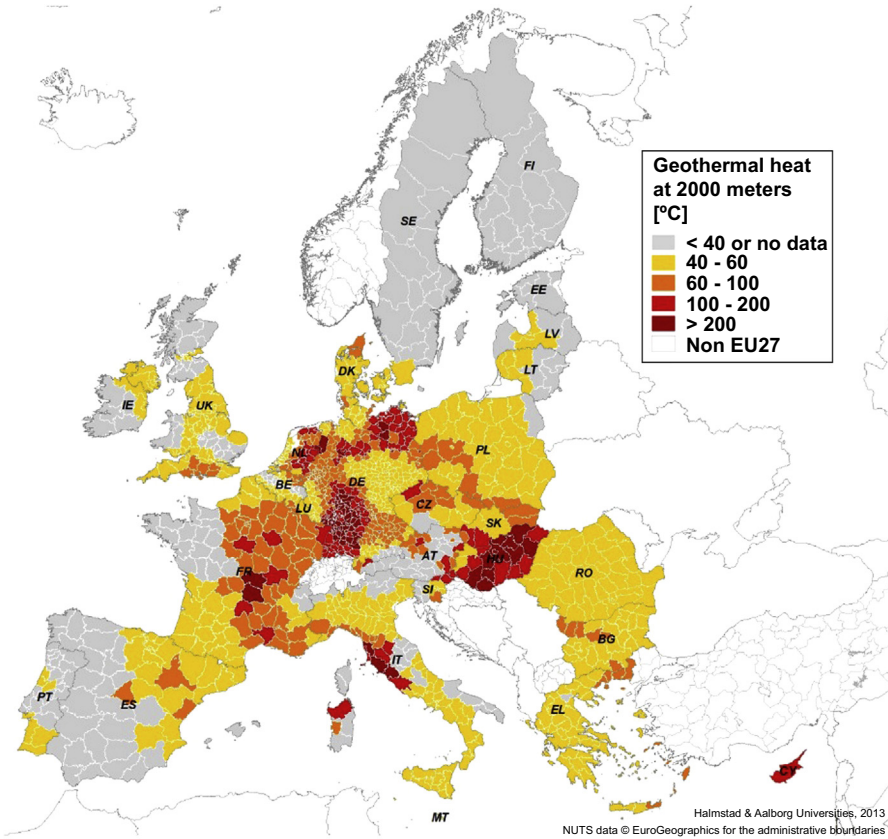 Geothermal heat
at 2000 meters
[ºC]
< 40 or no data
40 - 60
60 - 100
100 - 200
> 200
Non EU27
FI
SE
EE
LV
LT
DK
IE
UK
NL
PL
BE
DE
LU
CZ
SK
AT
HU
FR
SI
RO
BG
IT
PT
ES
EL
CY
MT
Halmstad & Aalborg Universities, 2013
NUTS data © EuroGeographics for the administrative boundaries